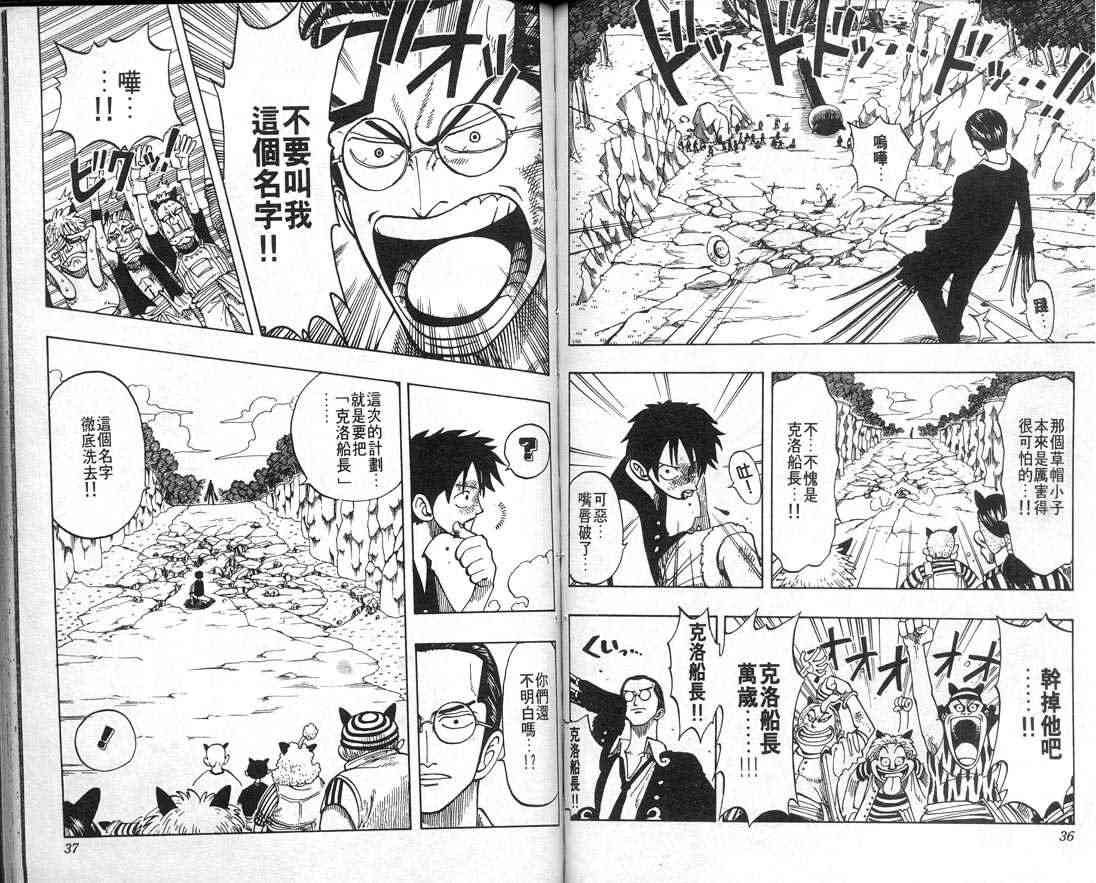 ドドドッ…ドッ…!!
嗚嘩…
踐…
那個草帽小子
本來是厲害得
很可怕的…!!
不…不愧是
克洛船長…!!
吐…
可惡…
嘴唇破了…
幹掉他吧
……!!
オオ
オオ
克洛船長
萬歲……!!!
克洛船長!!
くいっ…
克洛船長!!
36
オオッ
不要叫我
這個名字!!
嘩…
…!!
ビクッ!
?
你們還
不明白嗎…!?
這次的計劃…
就是要把
「克洛船長」
……
這個名字
徹底洗去!!
!
37